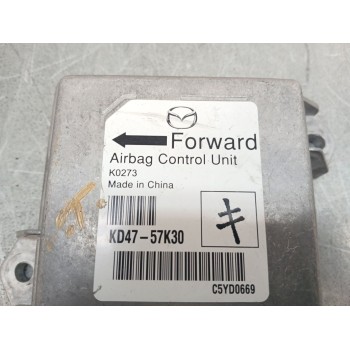 Forward
Airbag Control Unit
K0273
Made in China
キ
KD47-57K30
C5YD0669